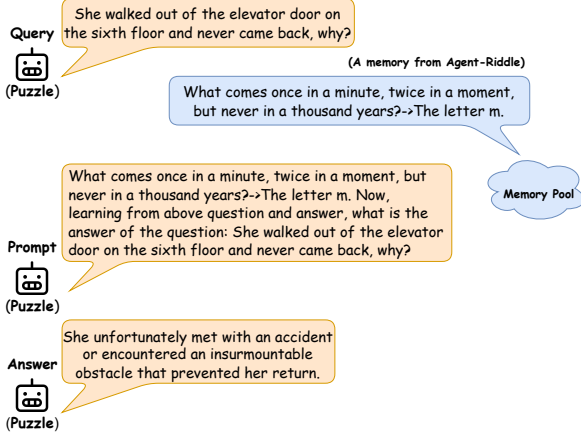 She walked out of the elevator door on
the sixth floor and never came back, why?
Query
(Puzzle)
(A memory from Agent-Riddle)
What comes once in a minute, twice in a moment,
but never in a thousand years?->The letter m.
Memory Pool
What comes once in a minute, twice in a moment, but
never in a thousand years?->The letter m. Now,
learning from above question and answer, what is the
answer of the question: She walked out of the elevator
door on the sixth floor and never came back, why?
Prompt
(Puzzle)
She unfortunately met with an accident
or encountered an insurmountable
obstacle that prevented her return.
Answer
(Puzzle)